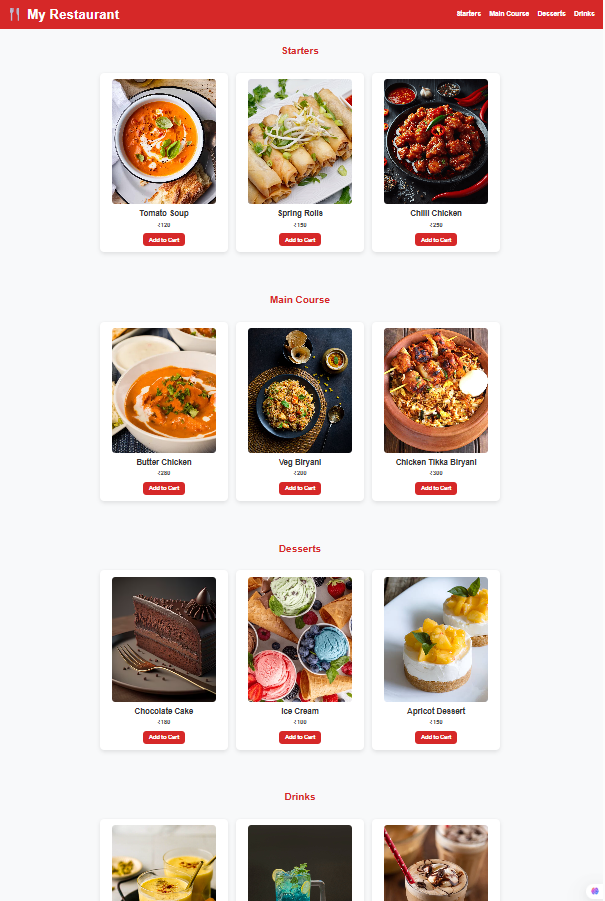 My Restaurant
Starters Main Course Desserts Drinks
Starters
Tomato Soup Spring Rolls Chilli Chicken
₹120 ₹150 ₹250
Add to Cart Add to Cart Add to Cart
Main Course
Butter Chicken Veg Biryani Chicken Tikka Biryani
₹280 ₹200 ₹300
Add to Cart Add to Cart Add to Cart
Desserts
Chocolate Cake Ice Cream Apricot Dessert
₹180 ₹100 ₹150
Add to Cart Add to Cart Add to Cart
Drinks